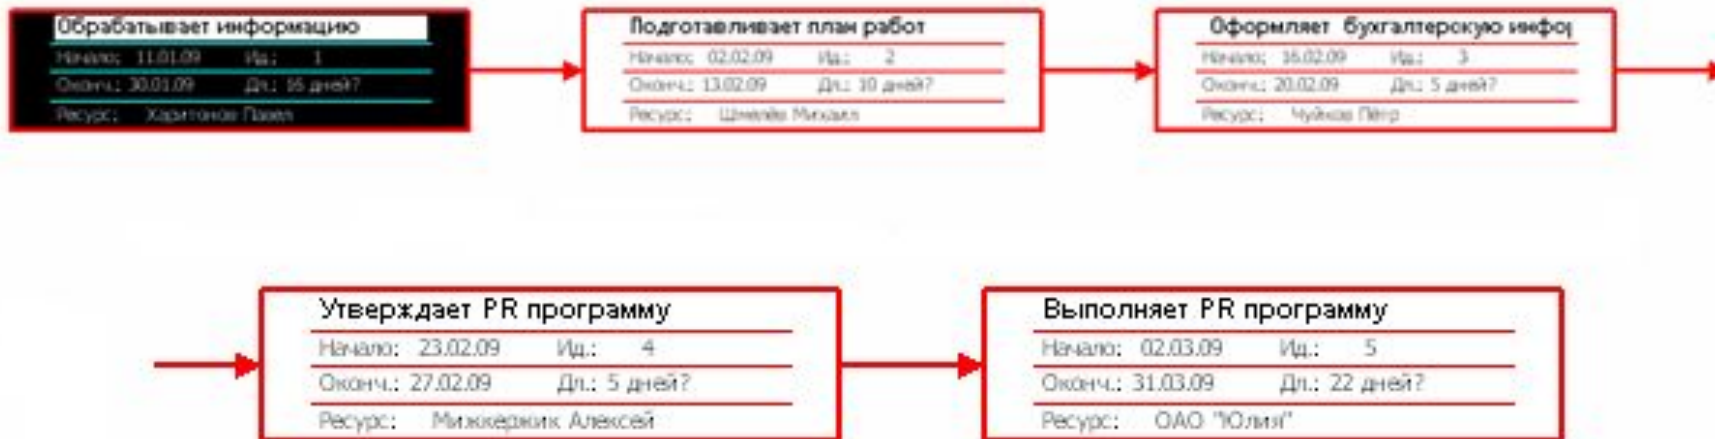 Обрабатывает информацию
Начало: 11.01.09 Ид.: 1
Оконч.: 30.01.09 Дл.: 16 дней?
Ресурс: Харитонов Павел
Подготавливает план работ
Начало: 02.02.09 Ид.: 2
Оконч.: 13.02.09 Дл.: 10 дней?
Ресурс: Шмелёв Михаил
Оформляет бухгалтерскую инфор
Начало: 16.02.09 Ид.: 3
Оконч.: 20.02.09 Дл.: 5 дней?
Ресурс: Чуйков Пётр
Утверждает PR программу
Начало: 23.02.09 Ид.: 4
Оконч.: 27.02.09 Дл.: 5 дней?
Ресурс: Мижкержик Алексей
Выполняет PR программу
Начало: 02.03.09 Ид.: 5
Оконч.: 31.03.09 Дл.: 22 дней?
Ресурс: ОАО "Юлия"